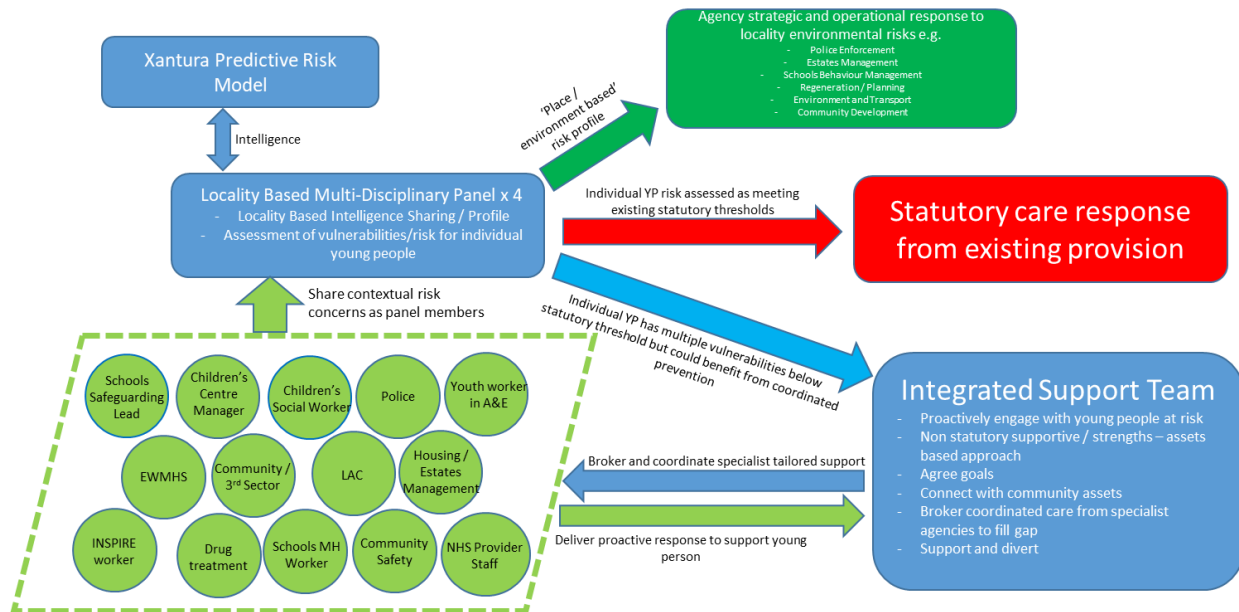 Xantura Predictive Risk
Model
Intelligence
Locality Based Multi-Disciplinary Panel x 4
- Locality Based Intelligence Sharing / Profile
- Assessment of vulnerabilities/risk for individual
young people
Agency strategic and operational response to
locality environmental risks e.g.
- Police Enforcement
- Estates Management
- Schools Behaviour Management
- Regeneration / Planning
- Environment and Transport
- Community Development
'Place /
environment based'
risk profile
Individual YP risk assessed as meeting
existing statutory thresholds
Statutory care response
from existing provision
Individual YP has multiple vulnerabilities below
statutory threshold but could benefit from coordinated
prevention
Share contextual risk
concerns as panel members
Schools
Safeguarding
Lead
Children's
Centre
Manager
Children's
Social Worker
Police
Youth worker
in A&E
EWMHS
Community /
3rd Sector
LAC
Housing /
Estates
Management
INSPIRE
worker
Drug
treatment
Schools MH
Worker
Community
Safety
NHS Provider
Staff
Broker and coordinate specialist tailored support
Deliver proactive response to support young
person
Integrated Support Team
- Proactively engage with young people at risk
- Non statutory supportive / strengths – assets
based approach
- Agree goals
- Connect with community assets
- Broker coordinated care from specialist
agencies to fill gap
- Support and divert